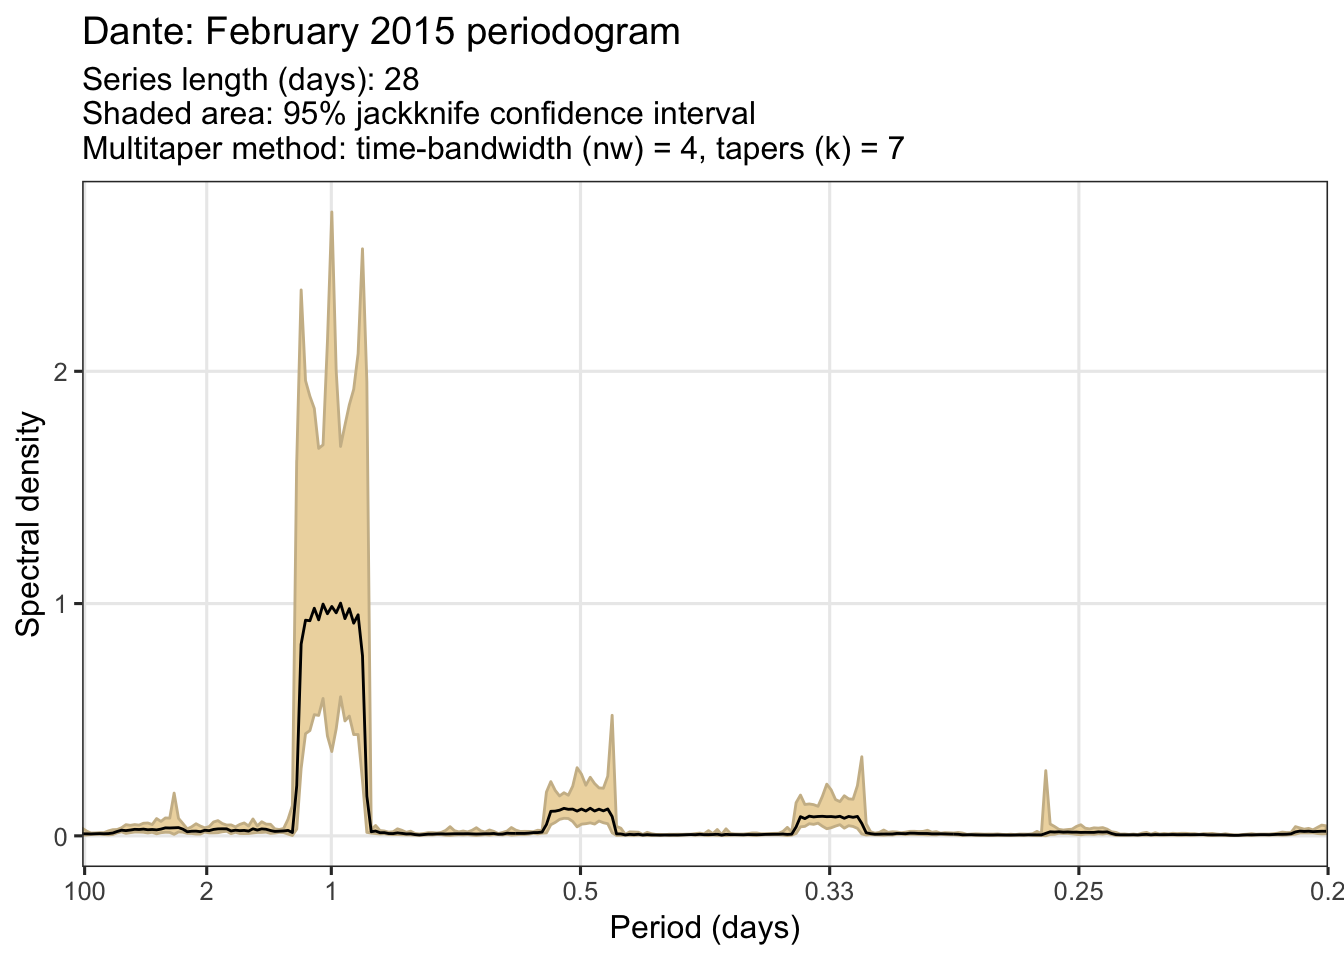 Dante: February 2015 periodogram
Series length (days): 28
Shaded area: 95% jackknife confidence interval
Multitaper method: time-bandwidth (nw) = 4, tapers (k) = 7
Spectral density
2
1
0
100 2 1 0.5 0.33 0.25 0.2
Period (days)